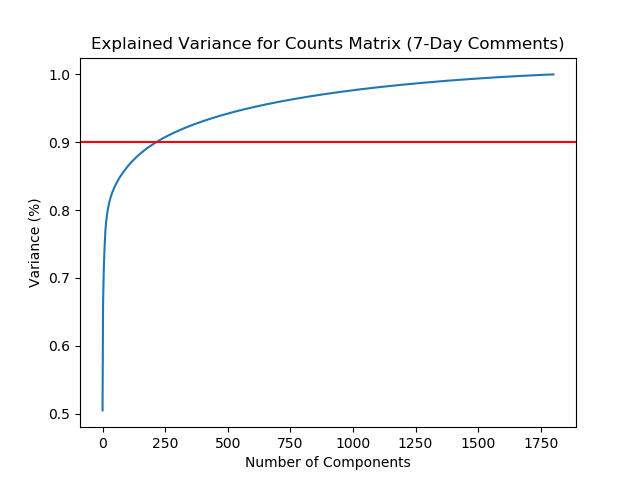 Explained Variance for Counts Matrix (7-Day Comments)
1.0
0.9
0.8
0.7
0.6
0.5
Variance (%)
0 250 500 750 1000 1250 1500 1750
Number of Components